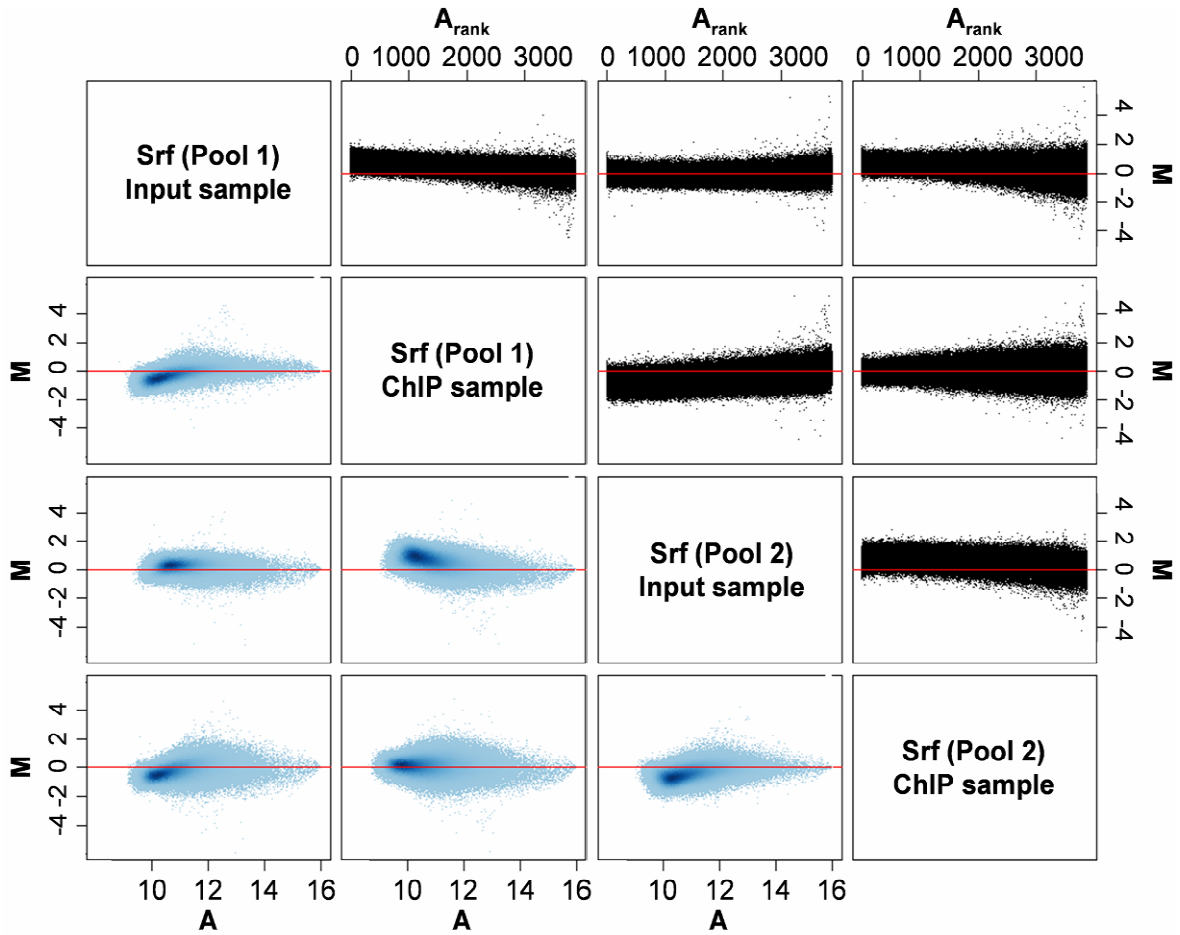 Arank Arank Arank
0 1000 2000 3000 0 1000 2000 3000 0 1000 2000 3000
Srf (Pool 1)
Input sample
4 2 0 -2 -4
M
M
4 2 0 -2 -4
Srf (Pool 1)
ChIP sample
4 2 0 -2 -4
M
M
4 2 0 -2 -4
Srf (Pool 2)
Input sample
4 2 0 -2 -4
M
M
4 2 0 -2 -4
Srf (Pool 2)
ChIP sample
10 12 14 16 10 12 14 16 10 12 14 16
A A A